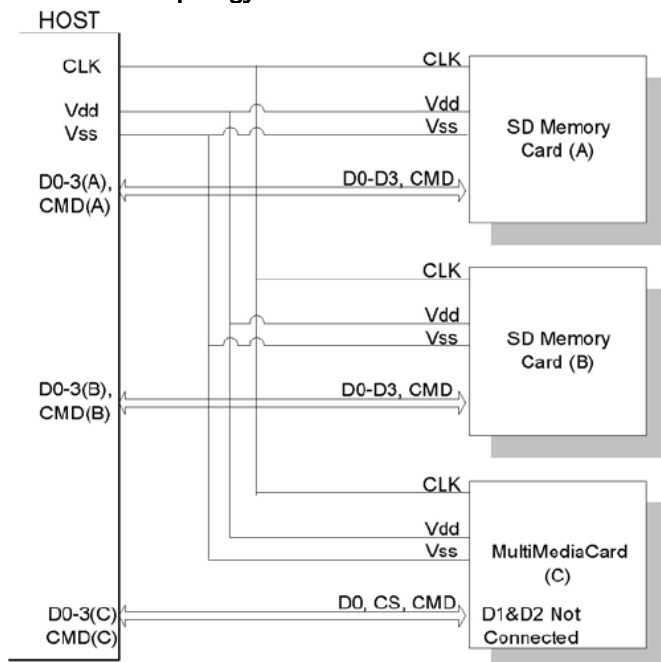 HOST
CLK
Vdd
Vss
D0-3(A),
CMD(A)
CLK
Vdd
Vss
D0-D3, CMD
SD Memory
Card (A)
D0-3(B),
CMD(B)
CLK
Vdd
Vss
D0-D3, CMD
SD Memory
Card (B)
D0-3(C)
CMD(C)
CLK
Vdd
Vss
D0, CS, CMD
MultiMediaCard
(C)
D1&D2 Not
Connected